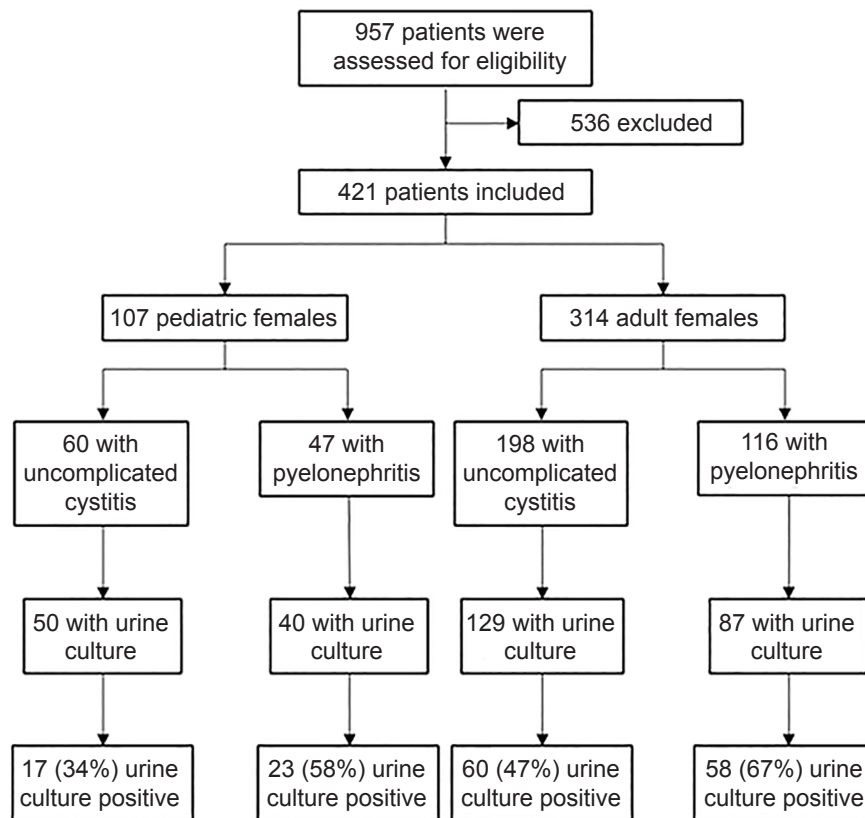 957 patients were
assessed for eligibility
536 excluded
421 patients included
107 pediatric females
314 adult females
60 with
uncomplicated
cystitis
47 with
pyelonephritis
198 with
uncomplicated
cystitis
116 with
pyelonephritis
50 with urine
culture
40 with urine
culture
129 with urine
culture
87 with urine
culture
17 (34%) urine
culture positive
23 (58%) urine
culture positive
60 (47%) urine
culture positive
58 (67%) urine
culture positive